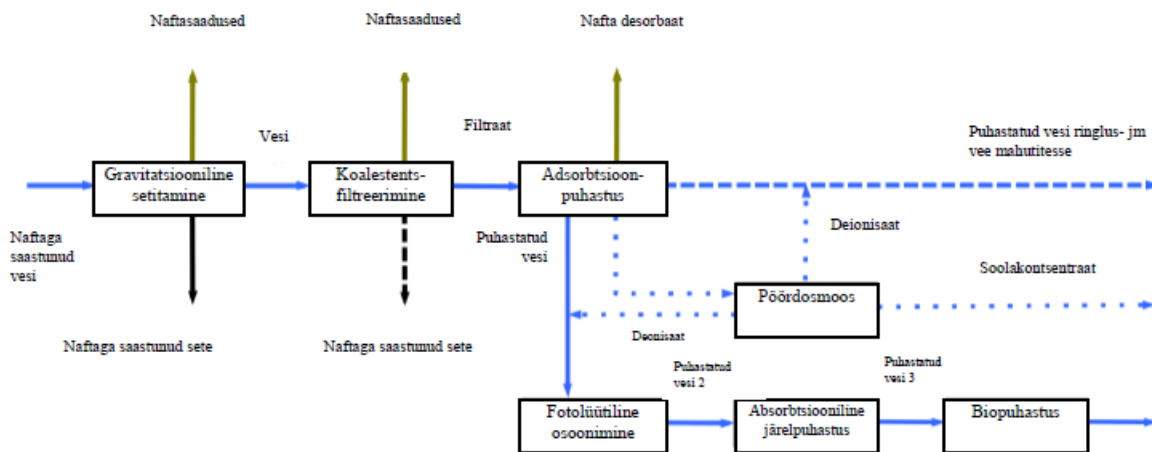 Naftasaadused
Naftasaadused
Nafta desorbaat
Vesi
Filtraat
Puhastatud vesi ringlus- jm
vee mahutitesse
Gravitatsiooniline
setitamine
Koalestents-
filtreerimine
Adsorbtsioon-
puhastus
Naftaga
saastunud
vesi
Puhastatud
vesi
Deionisaat
Soolakontsentraat
Pöördosmoos
Naftaga saastunud sete
Naftaga saastunud sete
Deonisaat
Puhastatud
vesi 2
Puhastatud
vesi 3
Fotolüütiline
osoonimine
Absorbtsiooniline
järelpuhastus
Biopuhastus